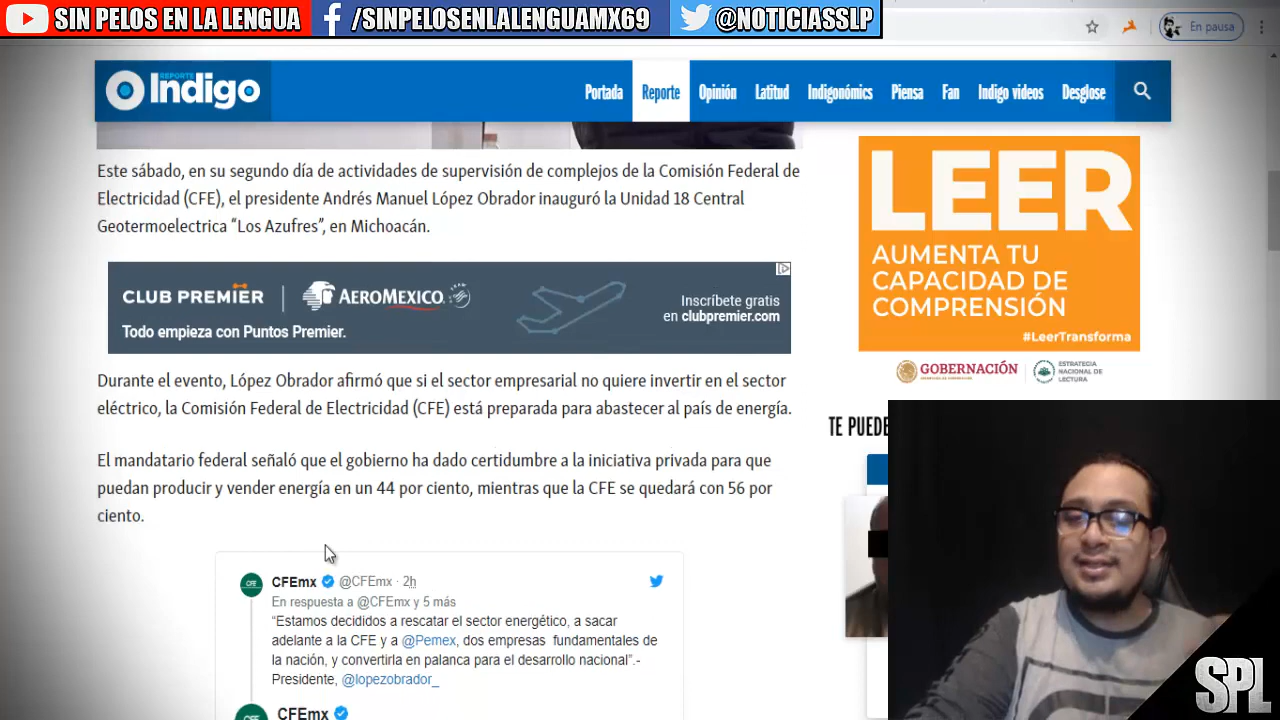 SIN PELOS EN LA LENGUA
/SINPELOSENLALENGUAMX69
@NOTICIASSLP
En pausa
REPORTE
Indigo
Portada
Reporte
Opinión
Latitud
Indigonómics
Piensa
Fan
Indigo videos
Desglose
Este sábado, en su segundo día de actividades de supervisión de complejos de la Comisión Federal de
Electricidad (CFE), el presidente Andrés Manuel López Obrador inauguró la Unidad 18 Central
Geotermoelectrica “Los Azufres”, en Michoacán.
CLUB PREMIER
AEROMEXICO
Todo empieza con Puntos Premier.
Inscríbete gratis
en clubpremier.com
LEER
AUMENTA TU
CAPACIDAD DE
COMPRENSIÓN
#LeerTransforma
GOBERNACIÓN
ESTRATEGIA
NACIONAL DE
LECTURA
Durante el evento, López Obrador afirmó que si el sector empresarial no quiere invertir en el sector
eléctrico, la Comisión Federal de Electricidad (CFE) está preparada para abastecer al país de energía.
TE PUEDE
El mandatario federal señaló que el gobierno ha dado certidumbre a la iniciativa privada para que
puedan producir y vender energía en un 44 por ciento, mientras que la CFE se quedará con 56 por
ciento.
CFE
CFEmx @CFEmx · 2h
En respuesta a @CFEmx y 5 más
“Estamos decididos a rescatar el sector energético, a sacar
adelante a la CFE y a @Pemex, dos empresas fundamentales de
la nación, y convertirla en palanca para el desarrollo nacional”.-
Presidente, @lopezobrador_
CFEmx
SPL